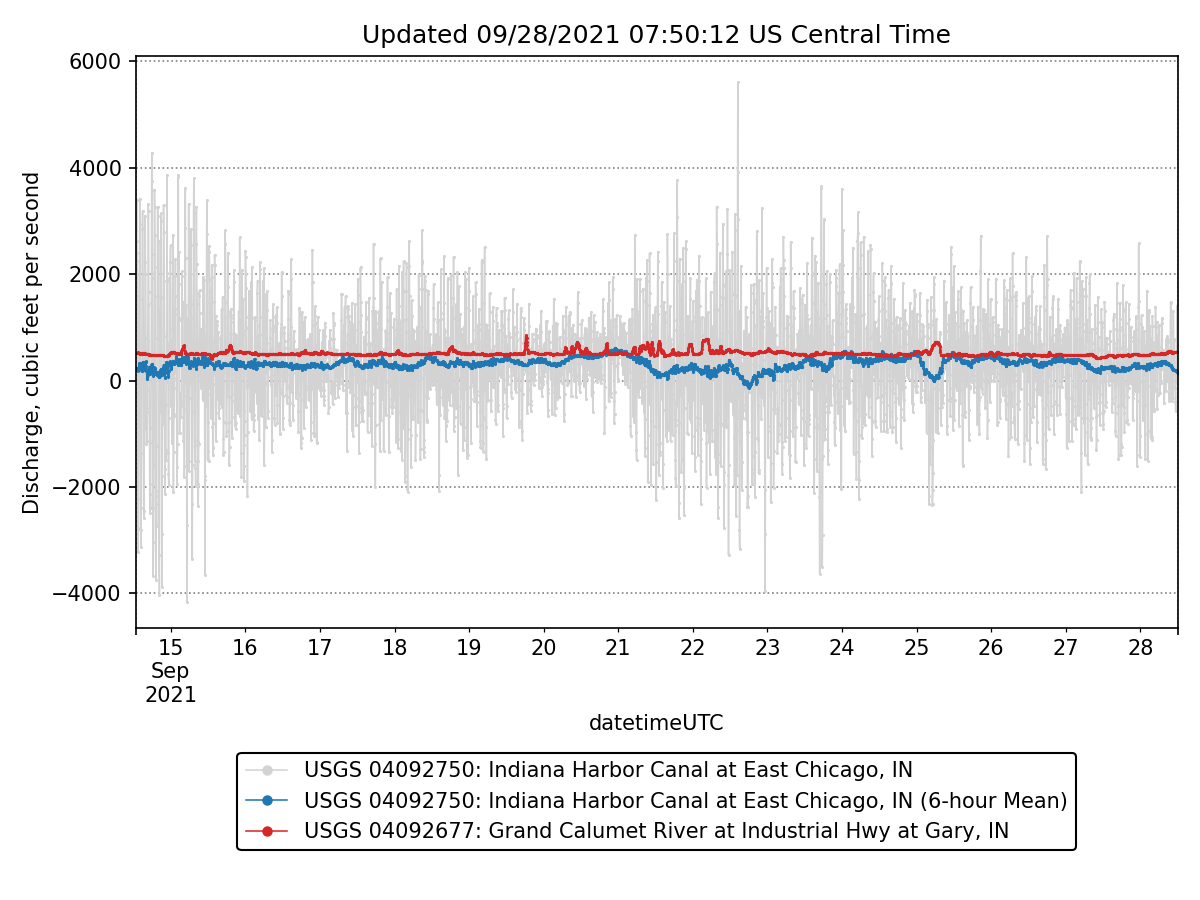 Updated 09/28/2021 07:50:12 US Central Time
Discharge, cubic feet per second
6000
4000
2000
0
−2000
−4000
15 16 17 18 19 20 21 22 23 24 25 26 27 28
Sep
2021
datetimeUTC
USGS 04092750: Indiana Harbor Canal at East Chicago, IN
USGS 04092750: Indiana Harbor Canal at East Chicago, IN (6-hour Mean)
USGS 04092677: Grand Calumet River at Industrial Hwy at Gary, IN